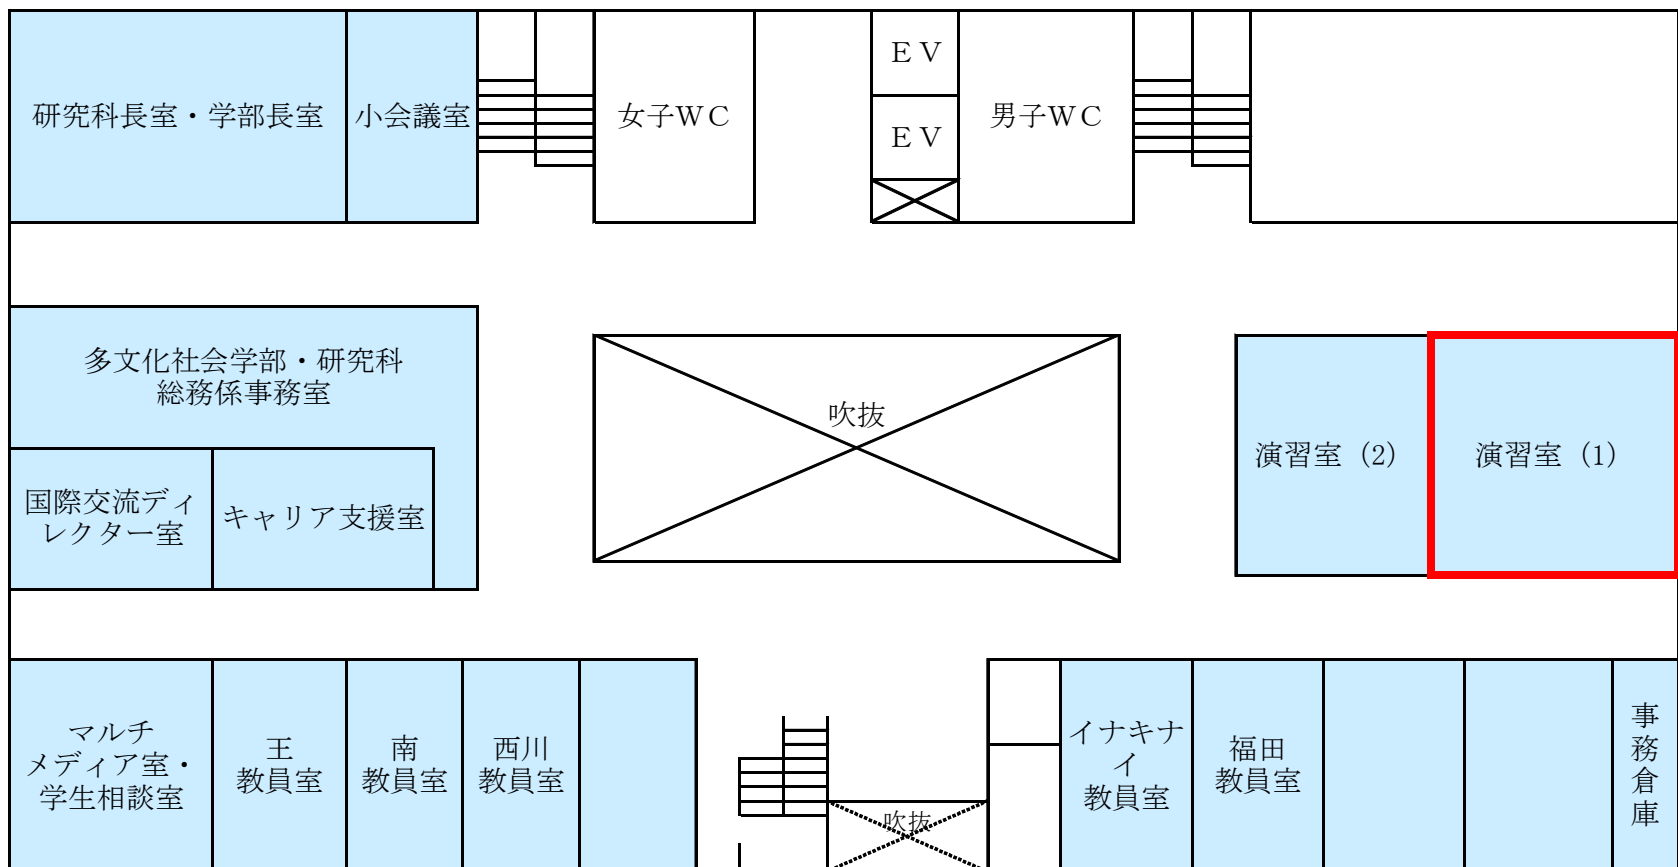 研究科長室・学部長室
小会議室
女子ＷＣ
ＥＶ
ＥＶ
男子ＷＣ
多文化社会学部・研究科
総務係事務室
国際交流ディ
レクター室
キャリア支援室
吹抜
演習室（2）
演習室（1）
マルチ
メディア室・
学生相談室
王
教員室
南
教員室
西川
教員室
吹抜
イナキナ
イ
教員室
福田
教員室
事
務
倉
庫